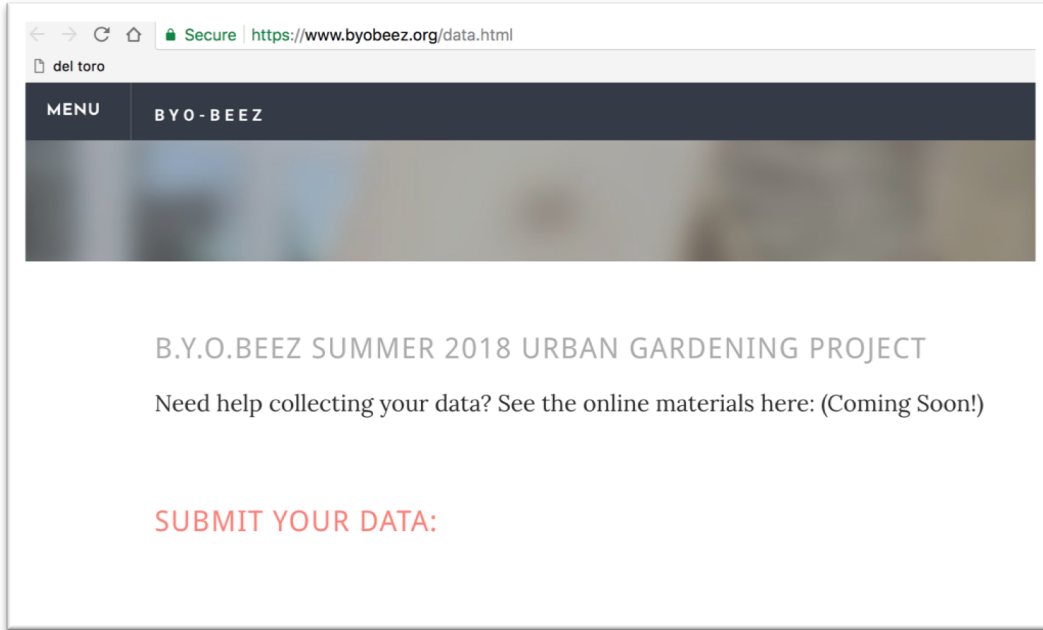 Secure https://www.byobeez.org/data.html
del toro
MENU BYO-BEEZ
B.Y.O.BEEZ SUMMER 2018 URBAN GARDENING PROJECT
Need help collecting your data? See the online materials here: (Coming Soon!)
SUBMIT YOUR DATA: